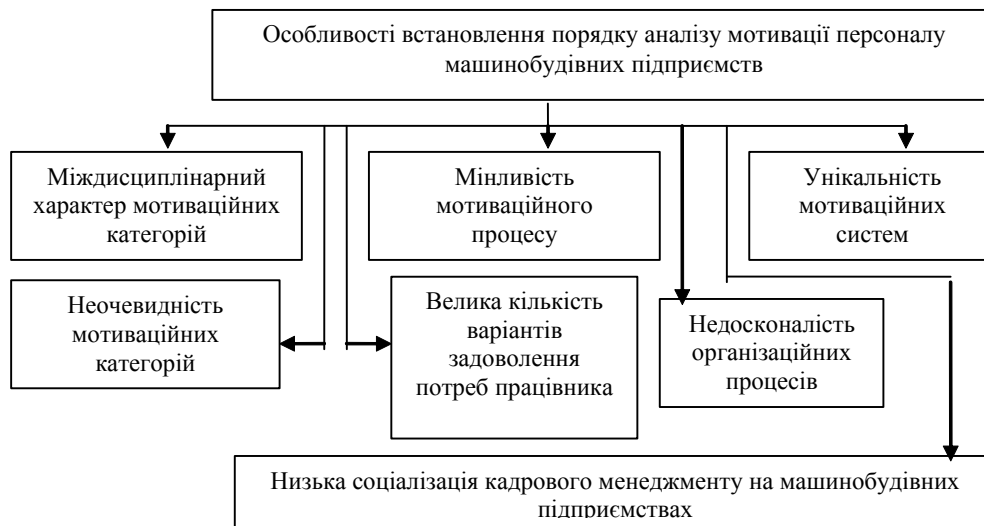 Особливості встановлення порядку аналізу мотивації персоналу
машинобудівних підприємств
Міждисциплінарний
характер мотиваційних
категорій
Мінливість
мотиваційного
процесу
Унікальність
мотиваційних
систем
Неочевидність
мотиваційних
категорій
Велика кількість
варіантів
задоволення
потреб працівника
Недосконалість
організаційних
процесів
Низька соціалізація кадрового менеджменту на машинобудівних
підприємствах